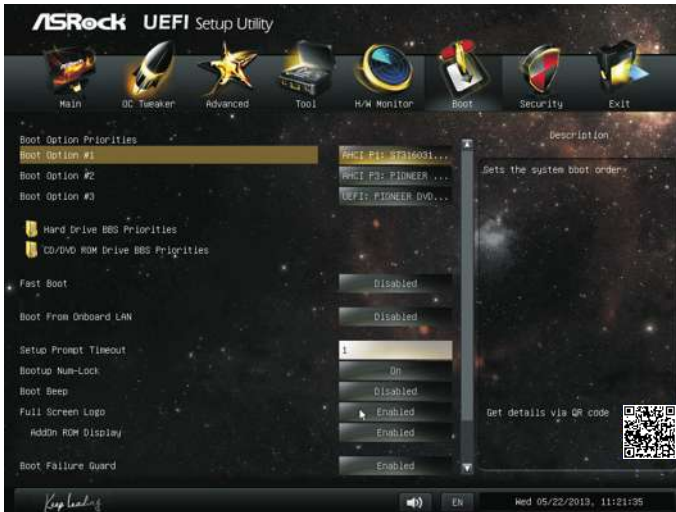 ASRock UEFI Setup Utility
Main OC Tweaker Advanced Tool H/W Monitor Boot Security Exit
Boot Option Priorities
Boot Option #1 AHCI P1: ST316031...
Boot Option #2 AHCI P3: PIONEER ...
Boot Option #3 UEFI: PIONEER DVD...
Hard Drive BBS Priorities
CD/DVD ROM Drive BBS Priorities
Fast Boot Disabled
Boot From Onboard LAN Disabled
Setup Prompt Timeout 1
Bootup Num-Lock On
Boot Beep Disabled
Full Screen Logo Enabled
AddOn ROM Display Enabled
Boot Failure Guard Enabled
Description
Sets the system boot order
Get details via QR code
Keep Leading
EN
Wed 05/22/2013, 11:21:35